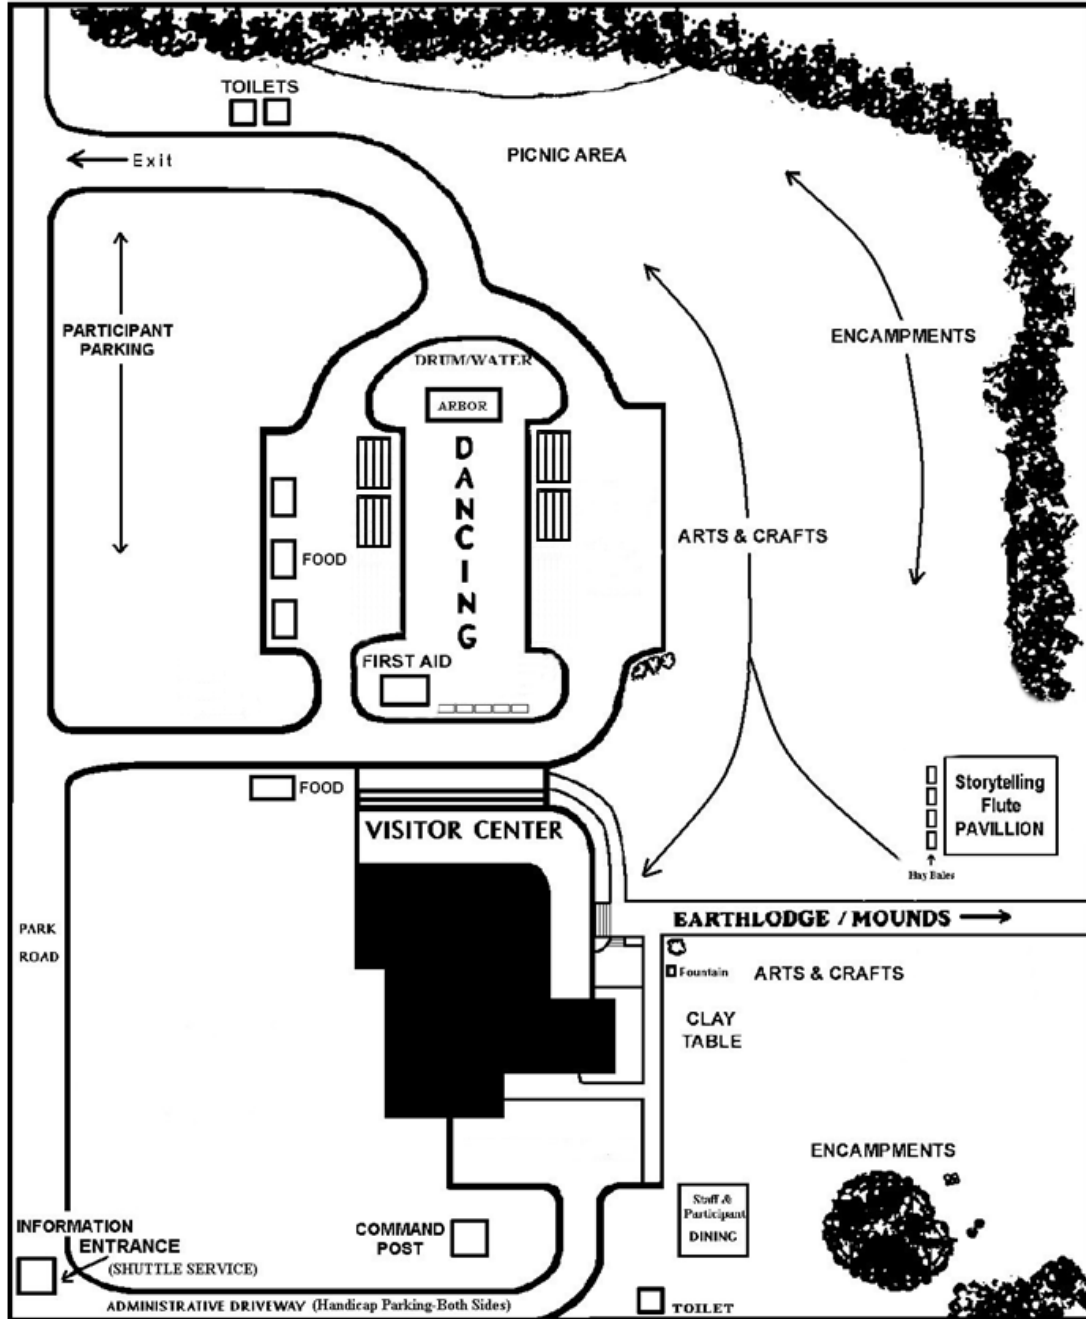 TOILETS
PICNIC AREA
Exit
PARTICIPANT
PARKING
ENCAMPMENTS
DRUM/WATER
ARBOR
DANCING
ARTS & CRAFTS
FOOD
FIRST AID
FOOD
VISITOR CENTER
Storytelling
Flute
PAVILLION
Hay Bales
PARK
ROAD
EARTHLODGE / MOUNDS
Fountain
ARTS & CRAFTS
CLAY
TABLE
ENCAMPMENTS
Staff &
Participant
DINING
INFORMATION
ENTRANCE
(SHUTTLE SERVICE)
COMMAND
POST
ADMINISTRATIVE DRIVEWAY (Handicap Parking-Both Sides)
TOILET